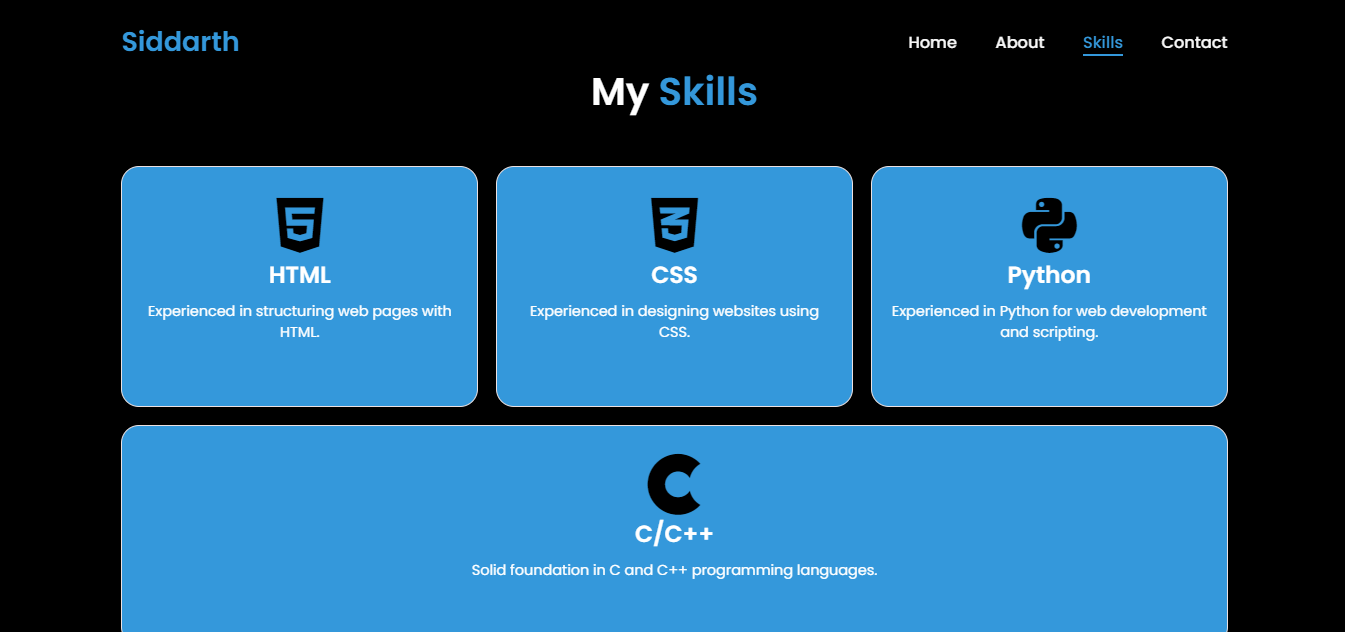 Siddarth
Home About Skills Contact
My Skills
HTML
Experienced in structuring web pages with
HTML.
CSS
Experienced in designing websites using
CSS.
Python
Experienced in Python for web development
and scripting.
C/C++
Solid foundation in C and C++ programming languages.